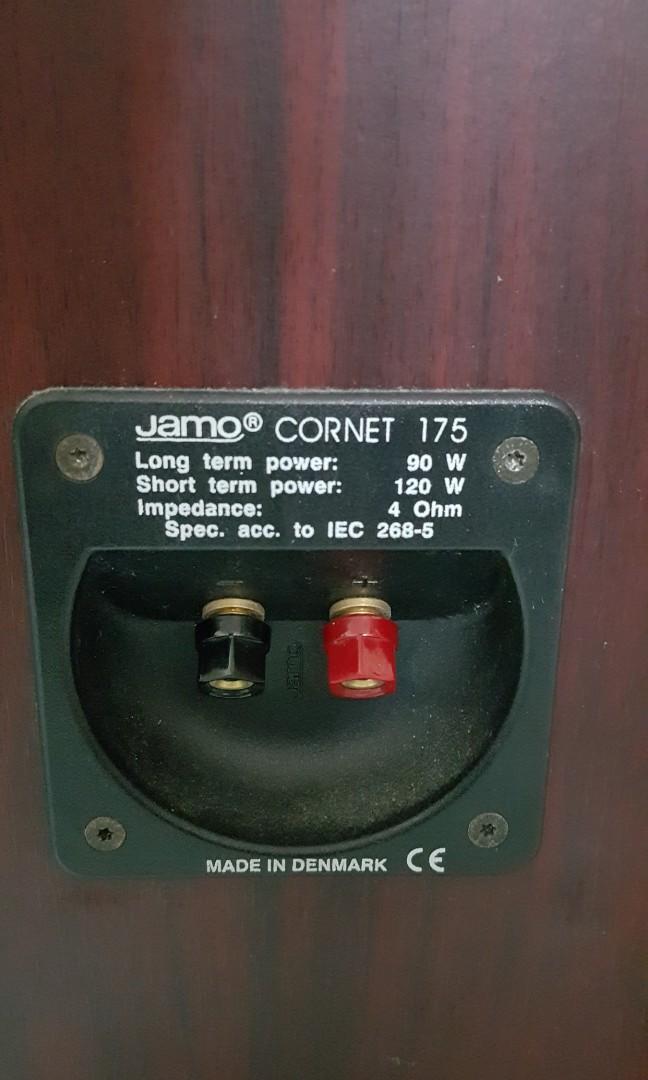 Jamo® CORNET 175
Long term power: 90 W
Short term power: 120 W
Impedance: 4 Ohm
Spec. acc. to IEC 268-5
− +
Jamo
MADE IN DENMARK CE